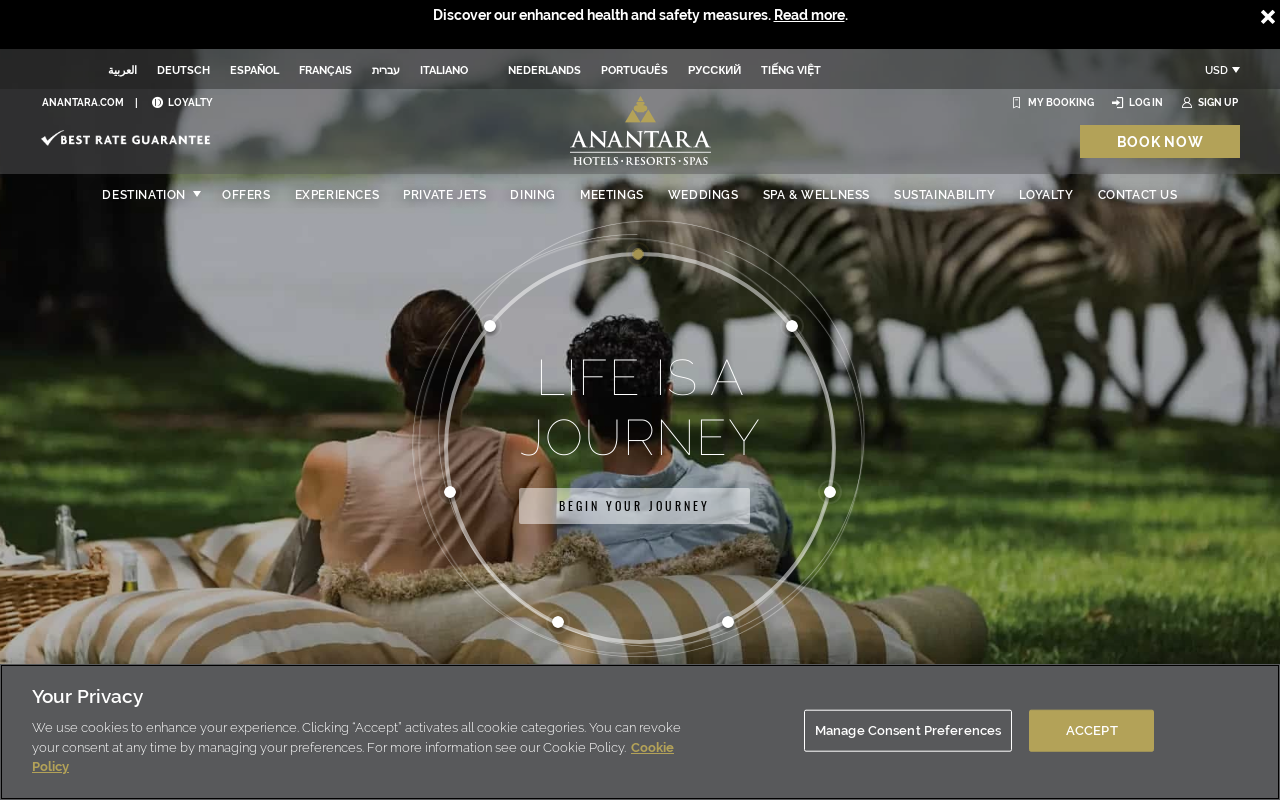 Discover our enhanced health and safety measures. Read more.
العربية DEUTSCH ESPAÑOL FRANÇAIS עברית ITALIANO NEDERLANDS PORTUGUÊS РУССКИЙ TIẾNG VIỆT USD
ANANTARA.COM | LOYALTY
MY BOOKING LOG IN SIGN UP
BEST RATE GUARANTEE
ANANTARA
HOTELS · RESORTS · SPAS
BOOK NOW
DESTINATION OFFERS EXPERIENCES PRIVATE JETS DINING MEETINGS WEDDINGS SPA & WELLNESS SUSTAINABILITY LOYALTY CONTACT US
LIFE IS A
JOURNEY
BEGIN YOUR JOURNEY
Your Privacy
We use cookies to enhance your experience. Clicking “Accept” activates all cookie categories. You can revoke
your consent at any time by managing your preferences. For more information see our Cookie Policy. Cookie
Policy
Manage Consent Preferences
ACCEPT